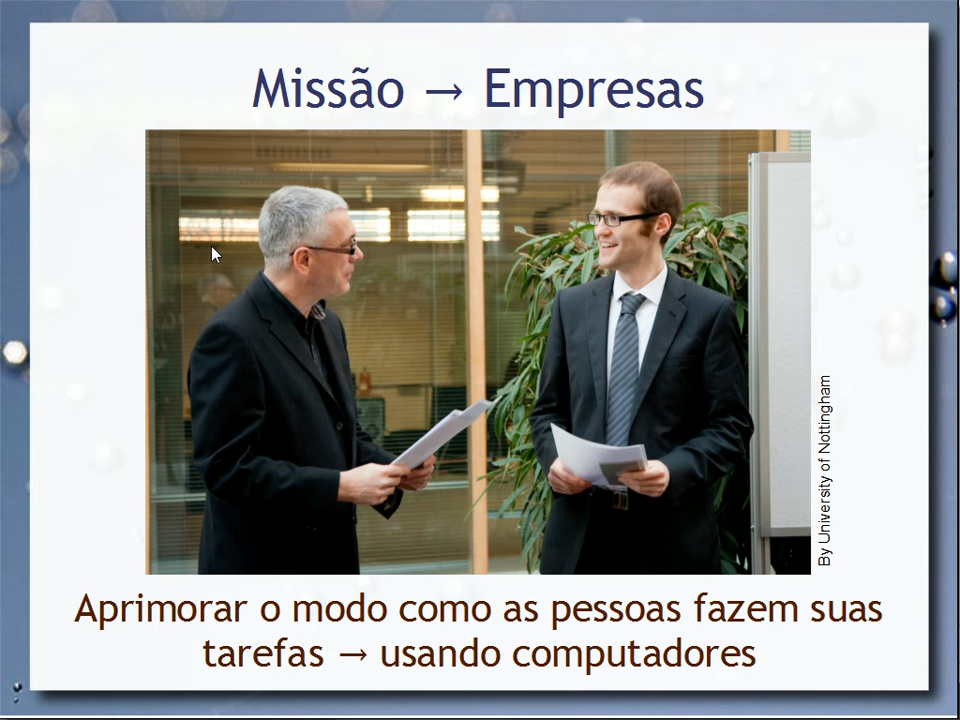 Missão → Empresas
By University of Nottingham
Aprimorar o modo como as pessoas fazem suas
tarefas → usando computadores